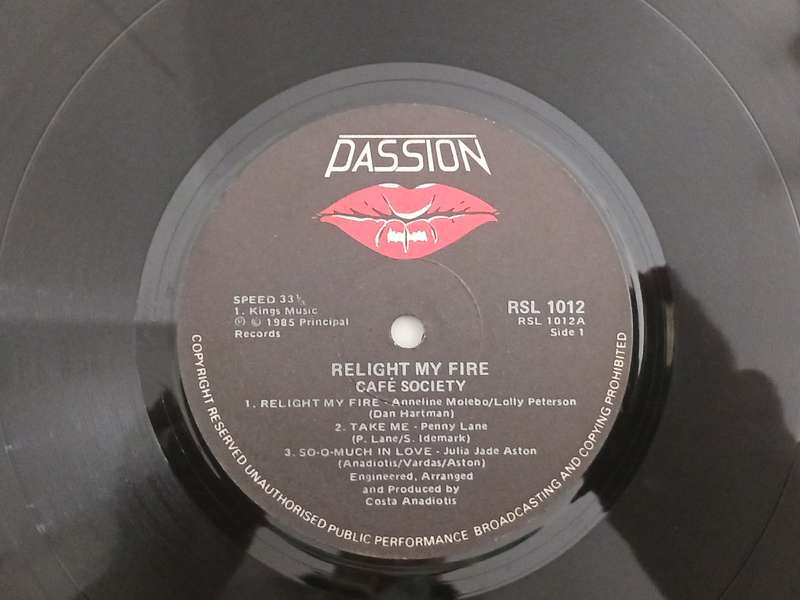 PASSION
SPEED 33⅓
1. Kings Music
℗ © 1985 Principal
Records
RSL 1012
RSL 1012A
Side 1
RELIGHT MY FIRE
CAFÉ SOCIETY
1. RELIGHT MY FIRE - Anneline Molebo/Lolly Peterson
(Dan Hartman)
2. TAKE ME - Penny Lane
(P. Lane/S. Idemark)
3. SO-O-MUCH IN LOVE - Julia Jade Aston
(Anadiotis/Vardas/Aston)
Engineered, Arranged
and Produced by
Costa Anadiotis
COPYRIGHT RESERVED UNAUTHORISED PUBLIC PERFORMANCE BROADCASTING AND COPYING PROHIBITED